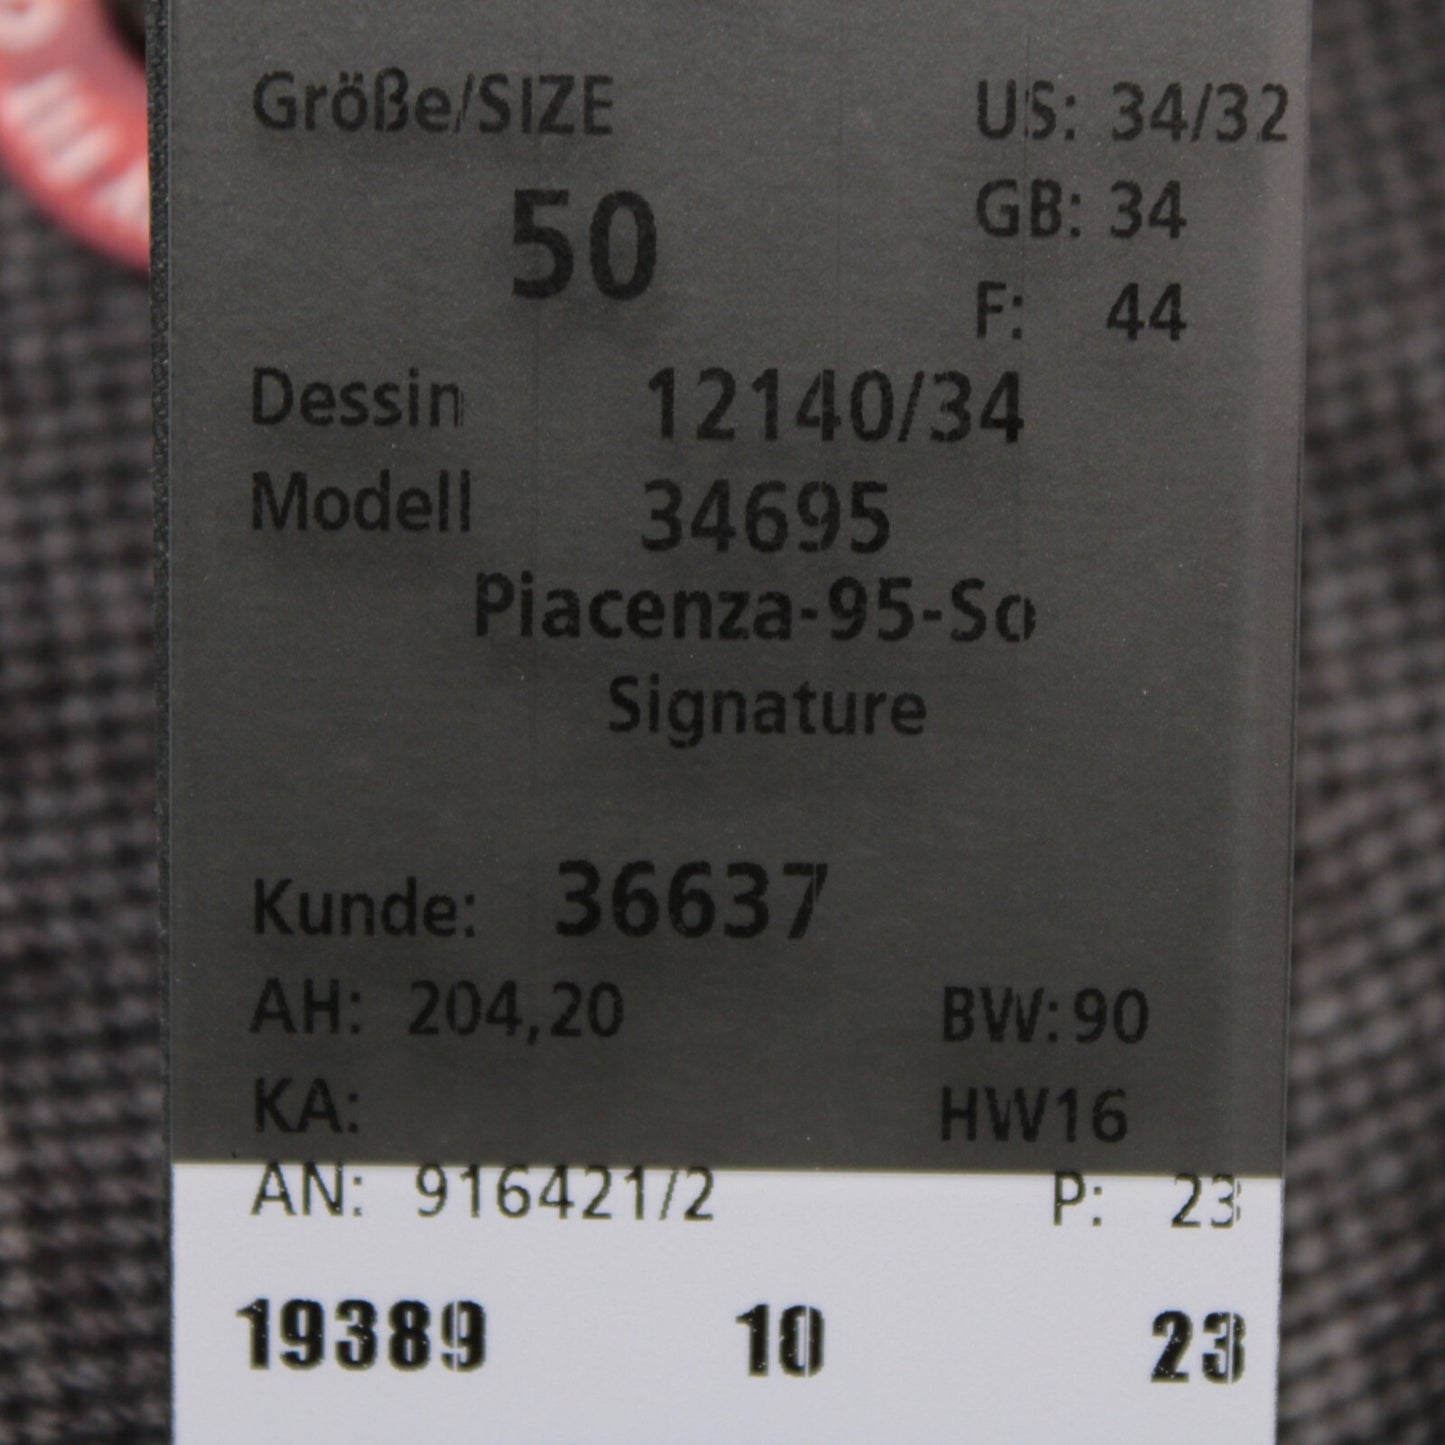 Größe/SIZE US: 34/32
50 GB: 34
F: 44
Dessin 12140/34
Modell 34695
Piacenza-95-So
Signature
Kunde: 36637
AH: 204,20 BW: 90
KA: HW16
AN: 916421/2 P: 23
19389 10 23